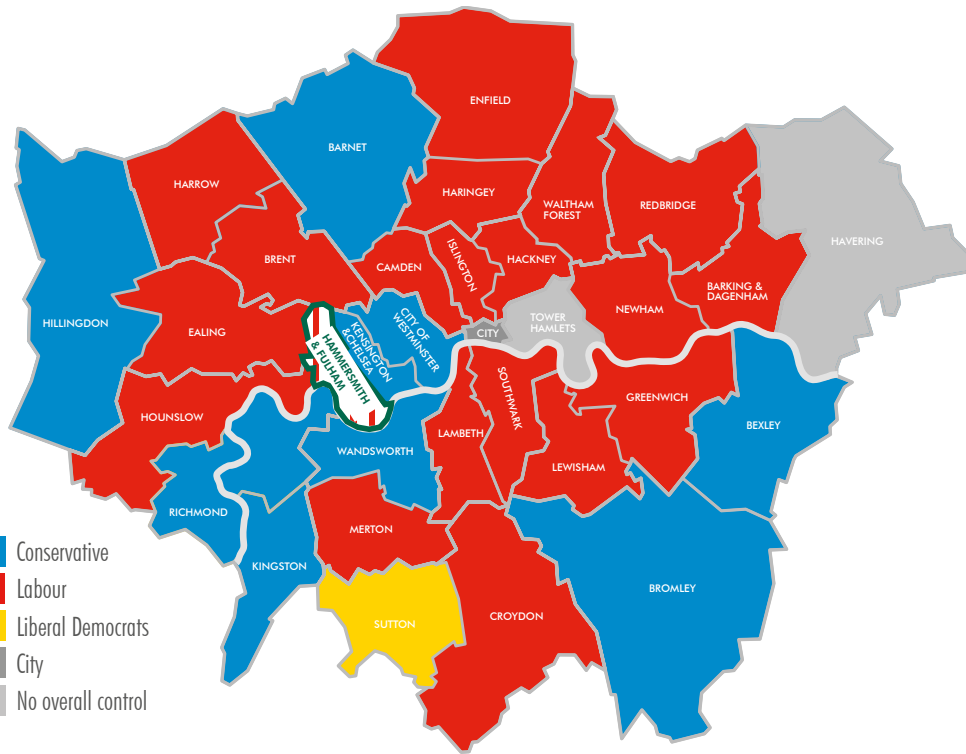 ENFIELD
BARNET
HARROW
HARINGEY
WALTHAM
FOREST
REDBRIDGE
HAVERING
BRENT
CAMDEN
ISLINGTON
HACKNEY
BARKING &
DAGENHAM
NEWHAM
HILLINGDON
EALING
HAMMERSMITH
& FULHAM
KENSINGTON
& CHELSEA
CITY OF
WESTMINSTER
CITY
TOWER
HAMLETS
HOUNSLOW
WANDSWORTH
LAMBETH
SOUTHWARK
GREENWICH
BEXLEY
LEWISHAM
RICHMOND
MERTON
KINGSTON
BROMLEY
SUTTON
CROYDON
Conservative
Labour
Liberal Democrats
City
No overall control